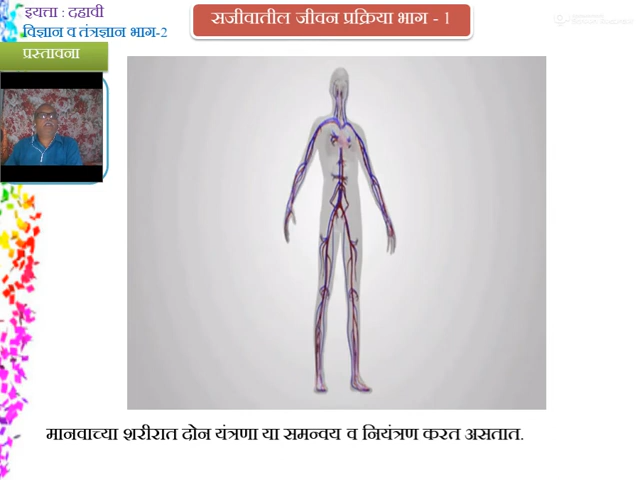 इयत्ता : दहावी
सजीवातील जीवन प्रक्रिया भाग - 1
विज्ञान व तंत्रज्ञान भाग-2
प्रस्तावना
मानवाच्या शरीरात दोन यंत्रणा या समन्वय व नियंत्रण करत असतात.